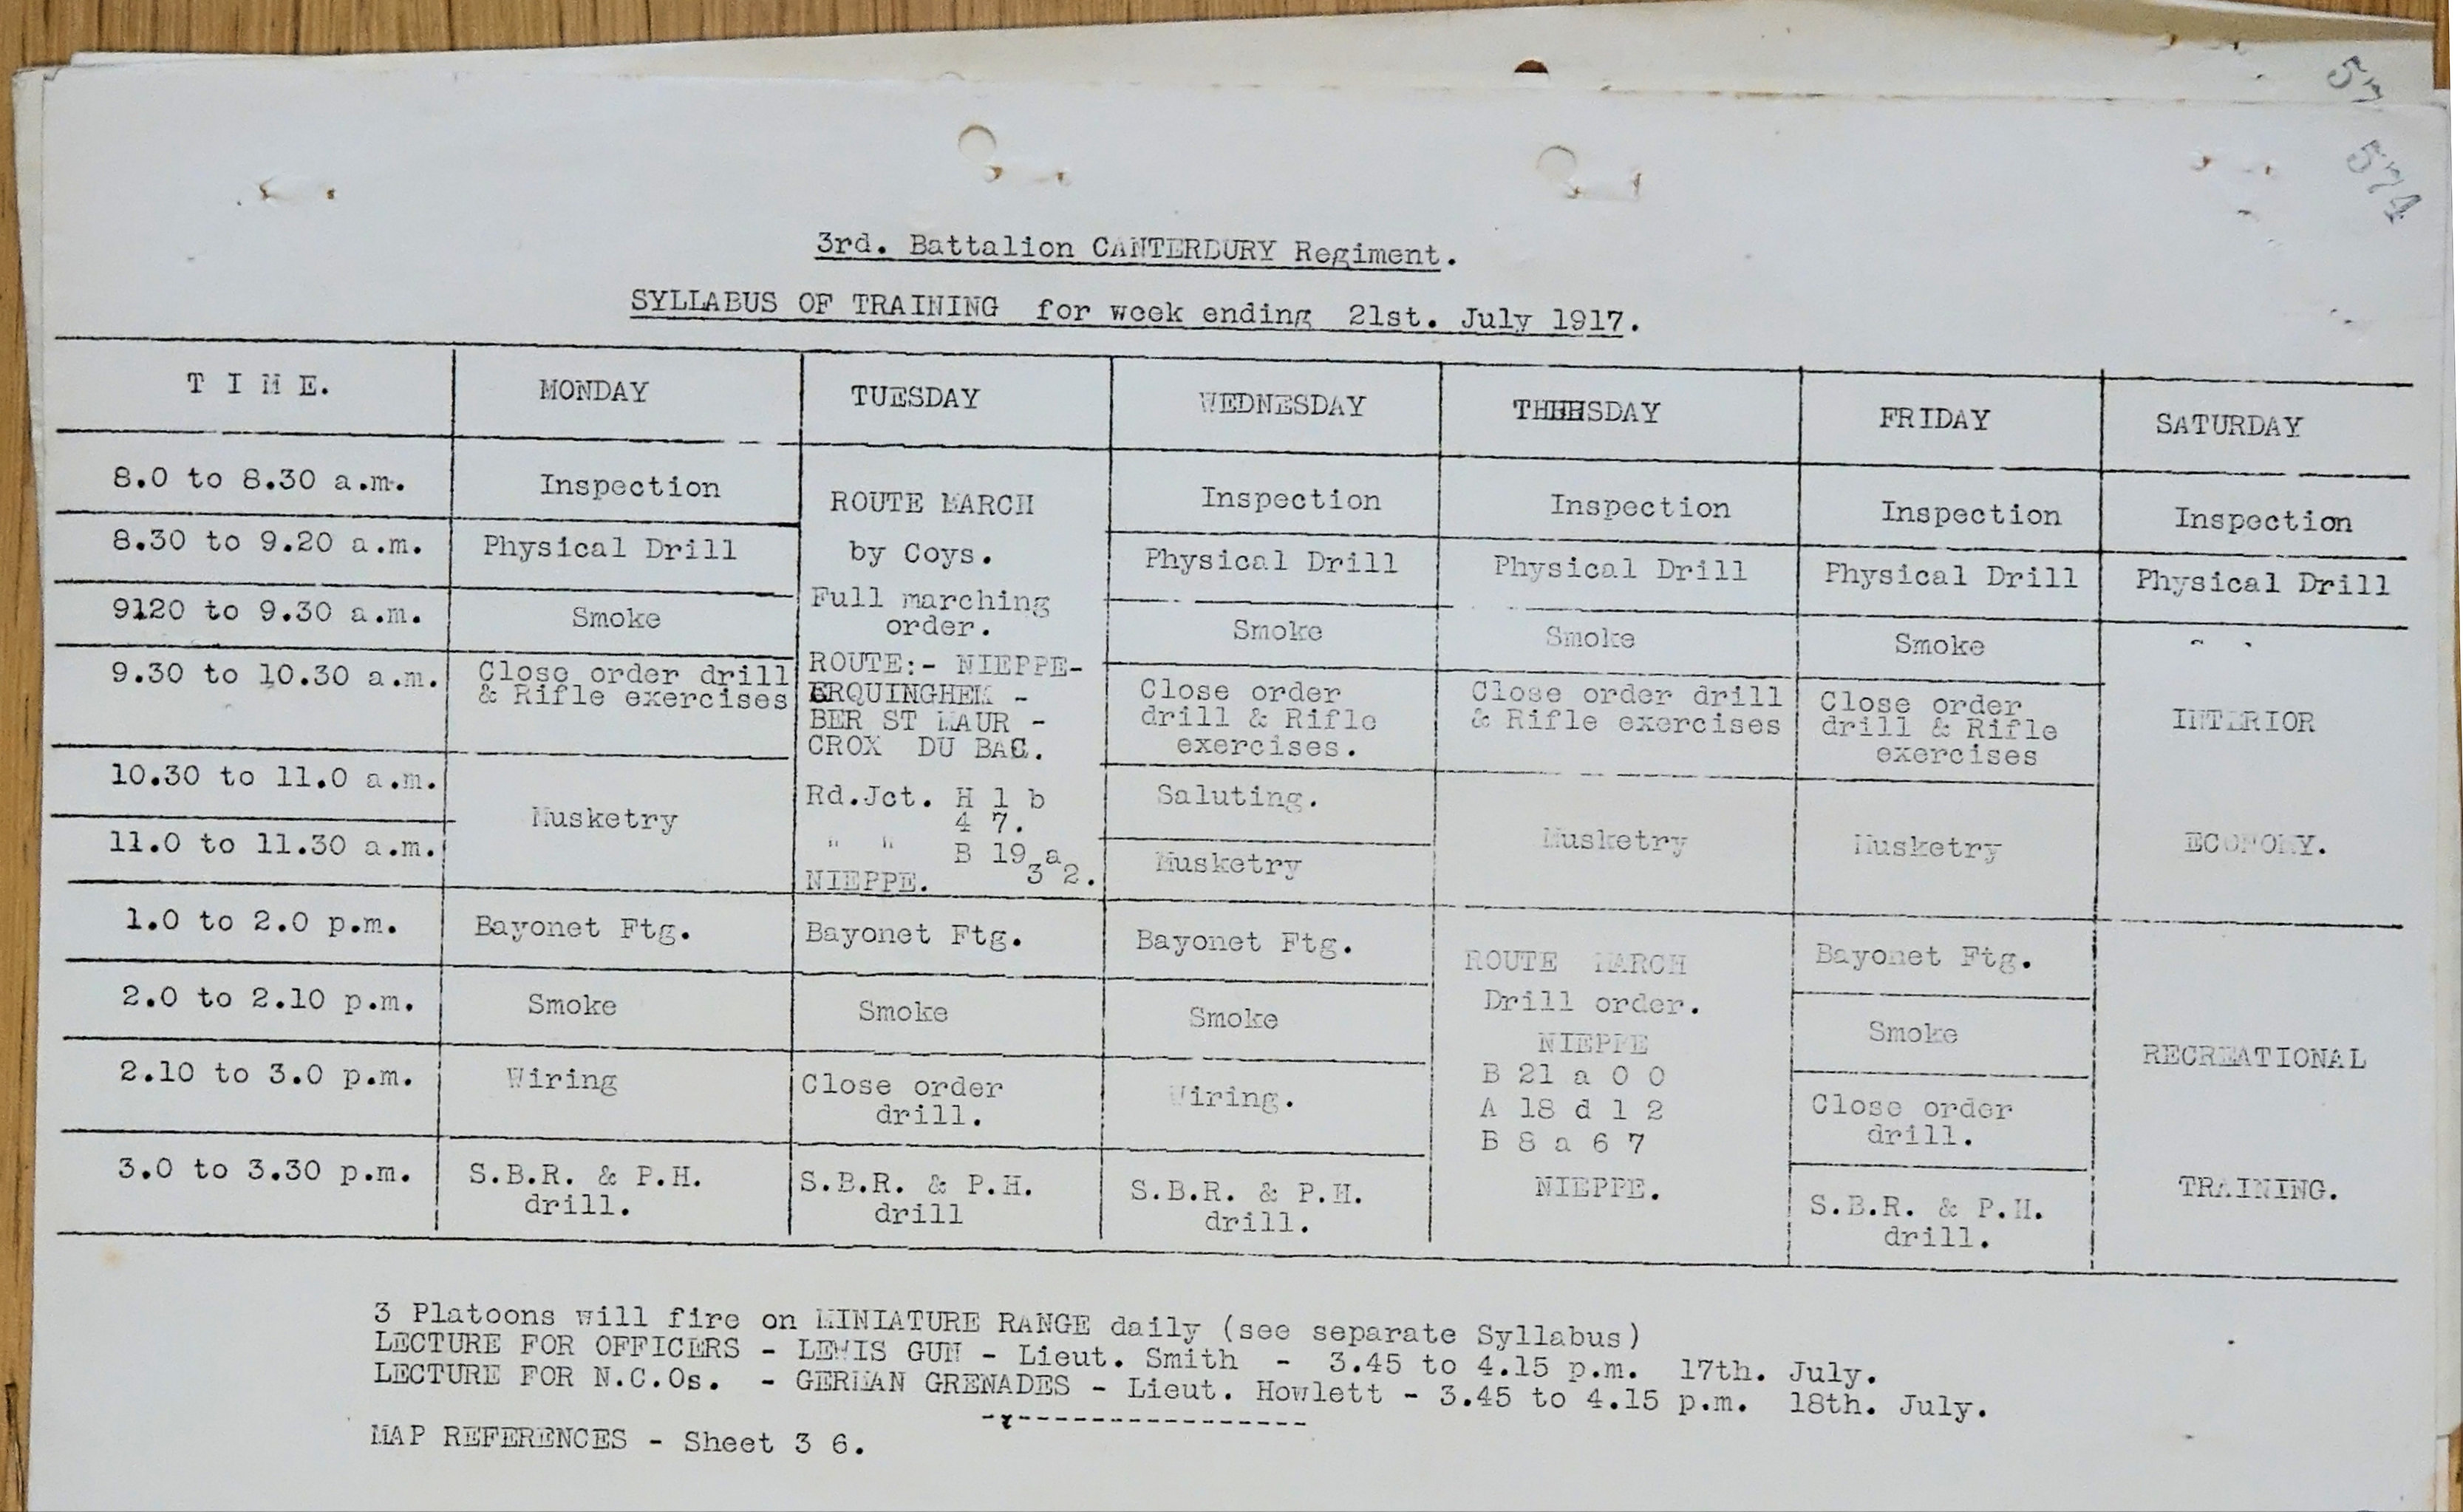 57
574
3rd. Battalion CANTERBURY Regiment.
SYLLABUS OF TRAINING for week ending 21st. July 1917.
T I M E. MONDAY TUESDAY WEDNESDAY THHHSDAY FRIDAY SATURDAY
8.0 to 8.30 a.m. Inspection ROUTE MARCH Inspection Inspection Inspection Inspection
8.30 to 9.20 a.m. Physical Drill by Coys. Physical Drill Physical Drill Physical Drill Physical Drill
Full marching
9120 to 9.30 a.m. Smoke order. Smoke Smoke Smoke
ROUTE:- NIEPPE-
9.30 to 10.30 a.m. Close order drill ERQUINGHEM - Close order Close order drill Close order
& Rifle exercises BER ST MAUR - drill & Rifle & Rifle exercises drill & Rifle INTERIOR
CROX DU BAC. exercises. exercises
10.30 to 11.0 a.m. Musketry Rd.Jct. H 1 b Saluting. Musketry Musketry
4 7.
11.0 to 11.30 a.m. " " B 19 a Musketry ECONOMY.
NIEPPE. 3 2.
1.0 to 2.0 p.m. Bayonet Ftg. Bayonet Ftg. Bayonet Ftg. ROUTE MARCH Bayonet Ftg.
2.0 to 2.10 p.m. Smoke Smoke Smoke Drill order. Smoke
NIEPPE RECREATIONAL
2.10 to 3.0 p.m. Wiring Close order Wiring. B 21 a 0 0 Close order
drill. A 18 d 1 2 drill.
B 8 a 6 7
3.0 to 3.30 p.m. S.B.R. & P.H. S.B.R. & P.H. S.B.R. & P.H. NIEPPE. S.B.R. & P.H. TRAINING.
drill. drill drill. drill.
3 Platoons will fire on MINIATURE RANGE daily (see separate Syllabus)
LECTURE FOR OFFICERS - LEWIS GUN - Lieut. Smith - 3.45 to 4.15 p.m. 17th. July.
LECTURE FOR N.C.Os. - GERMAN GRENADES - Lieut. Howlett - 3.45 to 4.15 p.m. 18th. July.
MAP REFERENCES - Sheet 3 6.